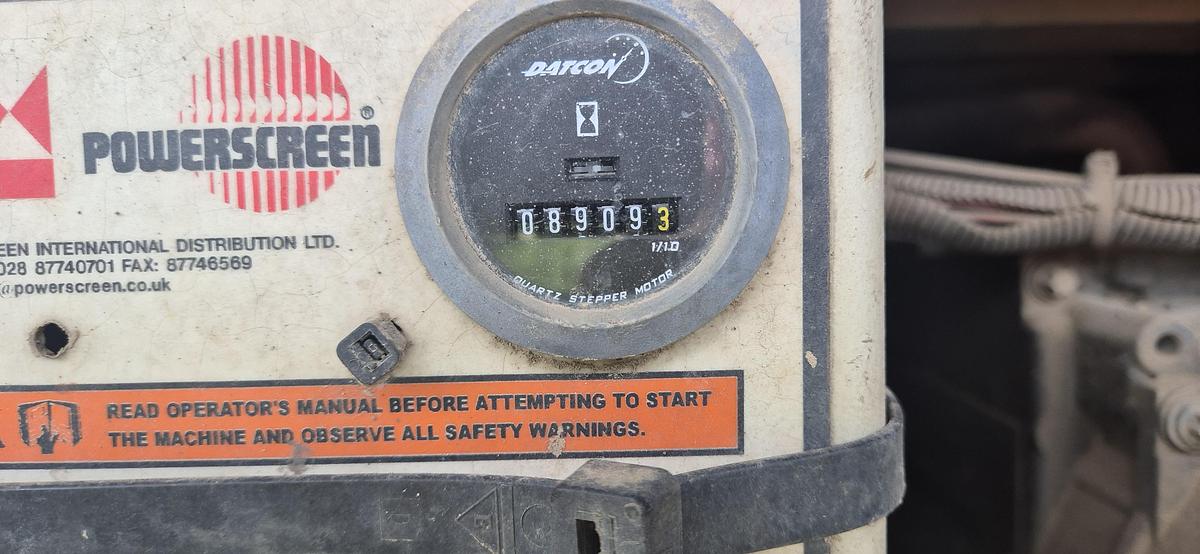 POWERSCREEN®
EEN INTERNATIONAL DISTRIBUTION LTD.
028 87740701 FAX: 87746569
@powerscreen.co.uk
DATCON
089093
1/10
QUARTZ STEPPER MOTOR
READ OPERATOR'S MANUAL BEFORE ATTEMPTING TO START
THE MACHINE AND OBSERVE ALL SAFETY WARNINGS.